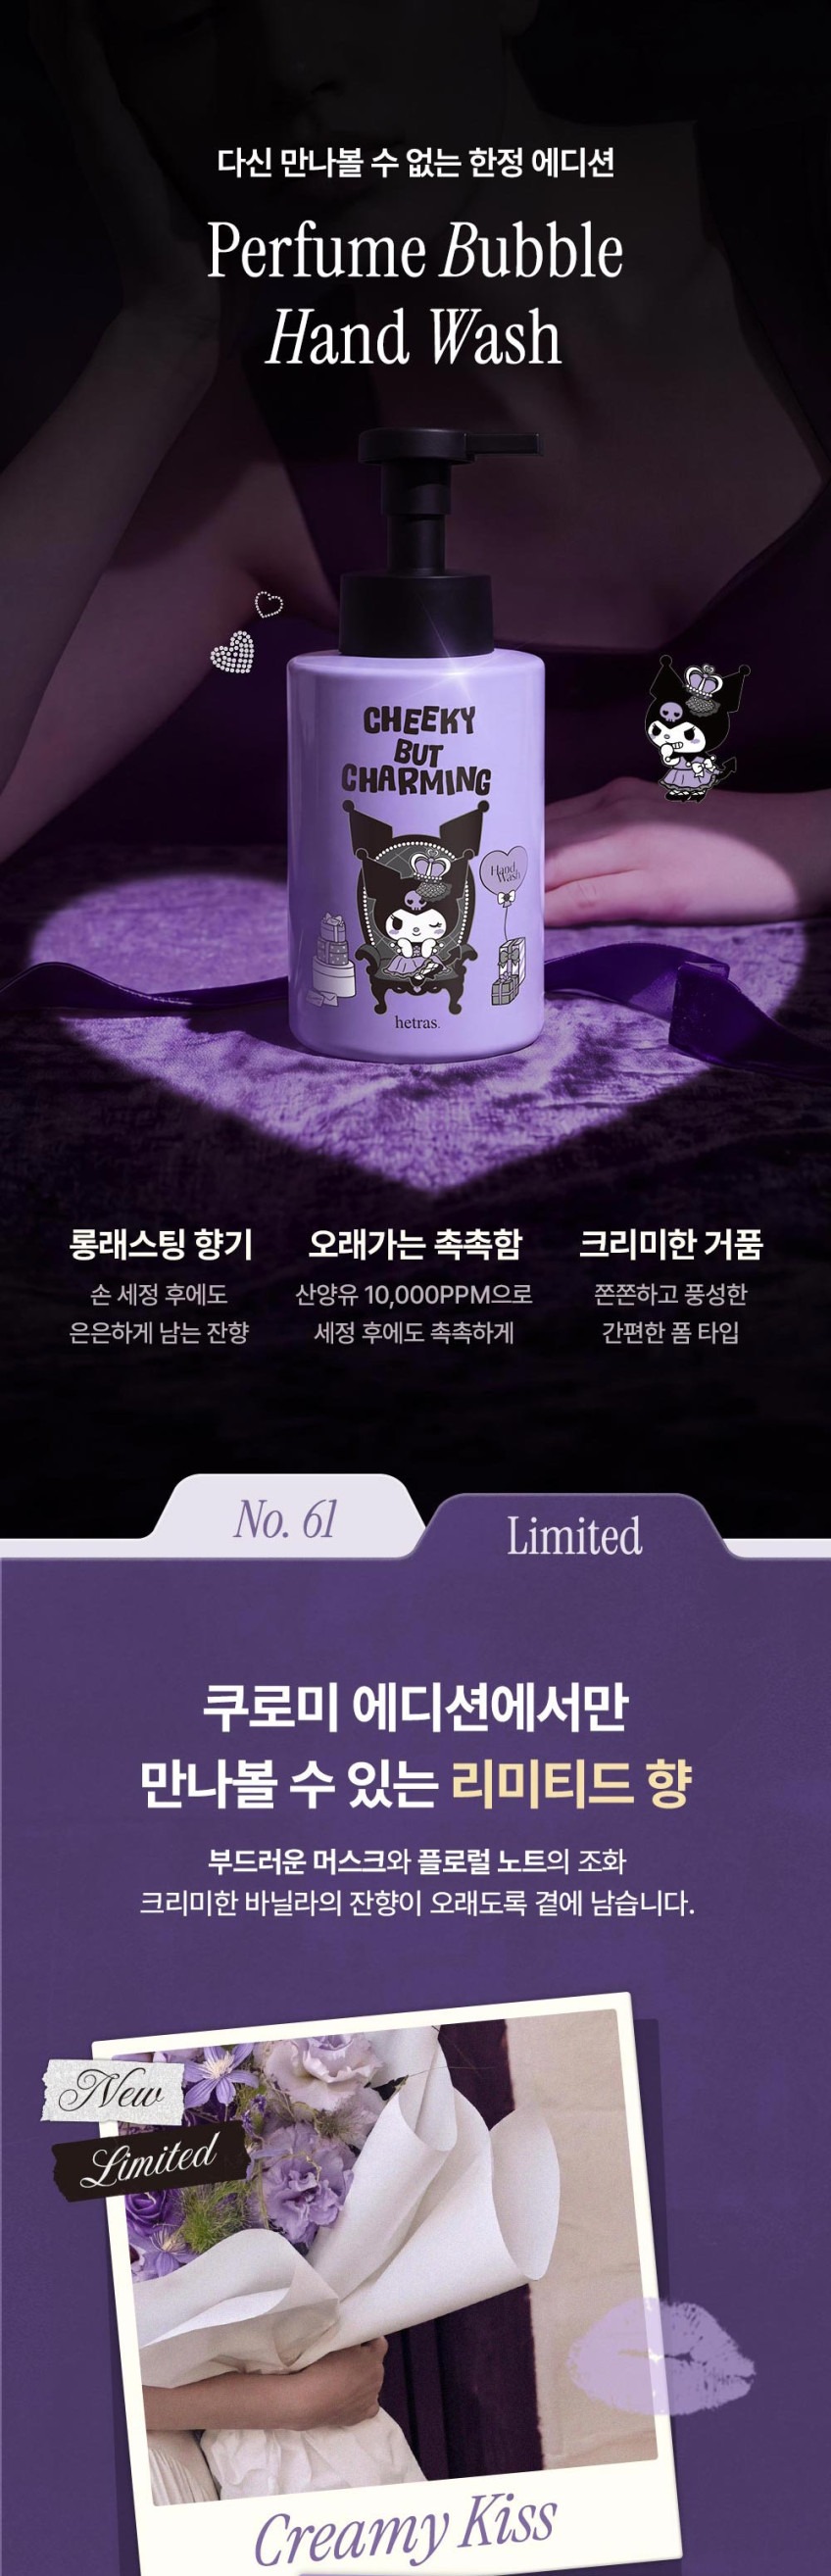 다신 만나볼 수 없는 한정 에디션
Perfume Bubble
Hand Wash
CHEEKY
BUT
CHARMING
Hand
Wash
hetras.
롱래스팅 향기
손 세정 후에도
은은하게 남는 잔향
오래가는 촉촉함
산양유 10,000PPM으로
세정 후에도 촉촉하게
크리미한 거품
쫀쫀하고 풍성한
간편한 폼 타입
No. 61
Limited
쿠로미 에디션에서만
만나볼 수 있는 리미티드 향
부드러운 머스크와 플로럴 노트의 조화
크리미한 바닐라의 잔향이 오래도록 곁에 남습니다.
New
Limited
Creamy Kiss